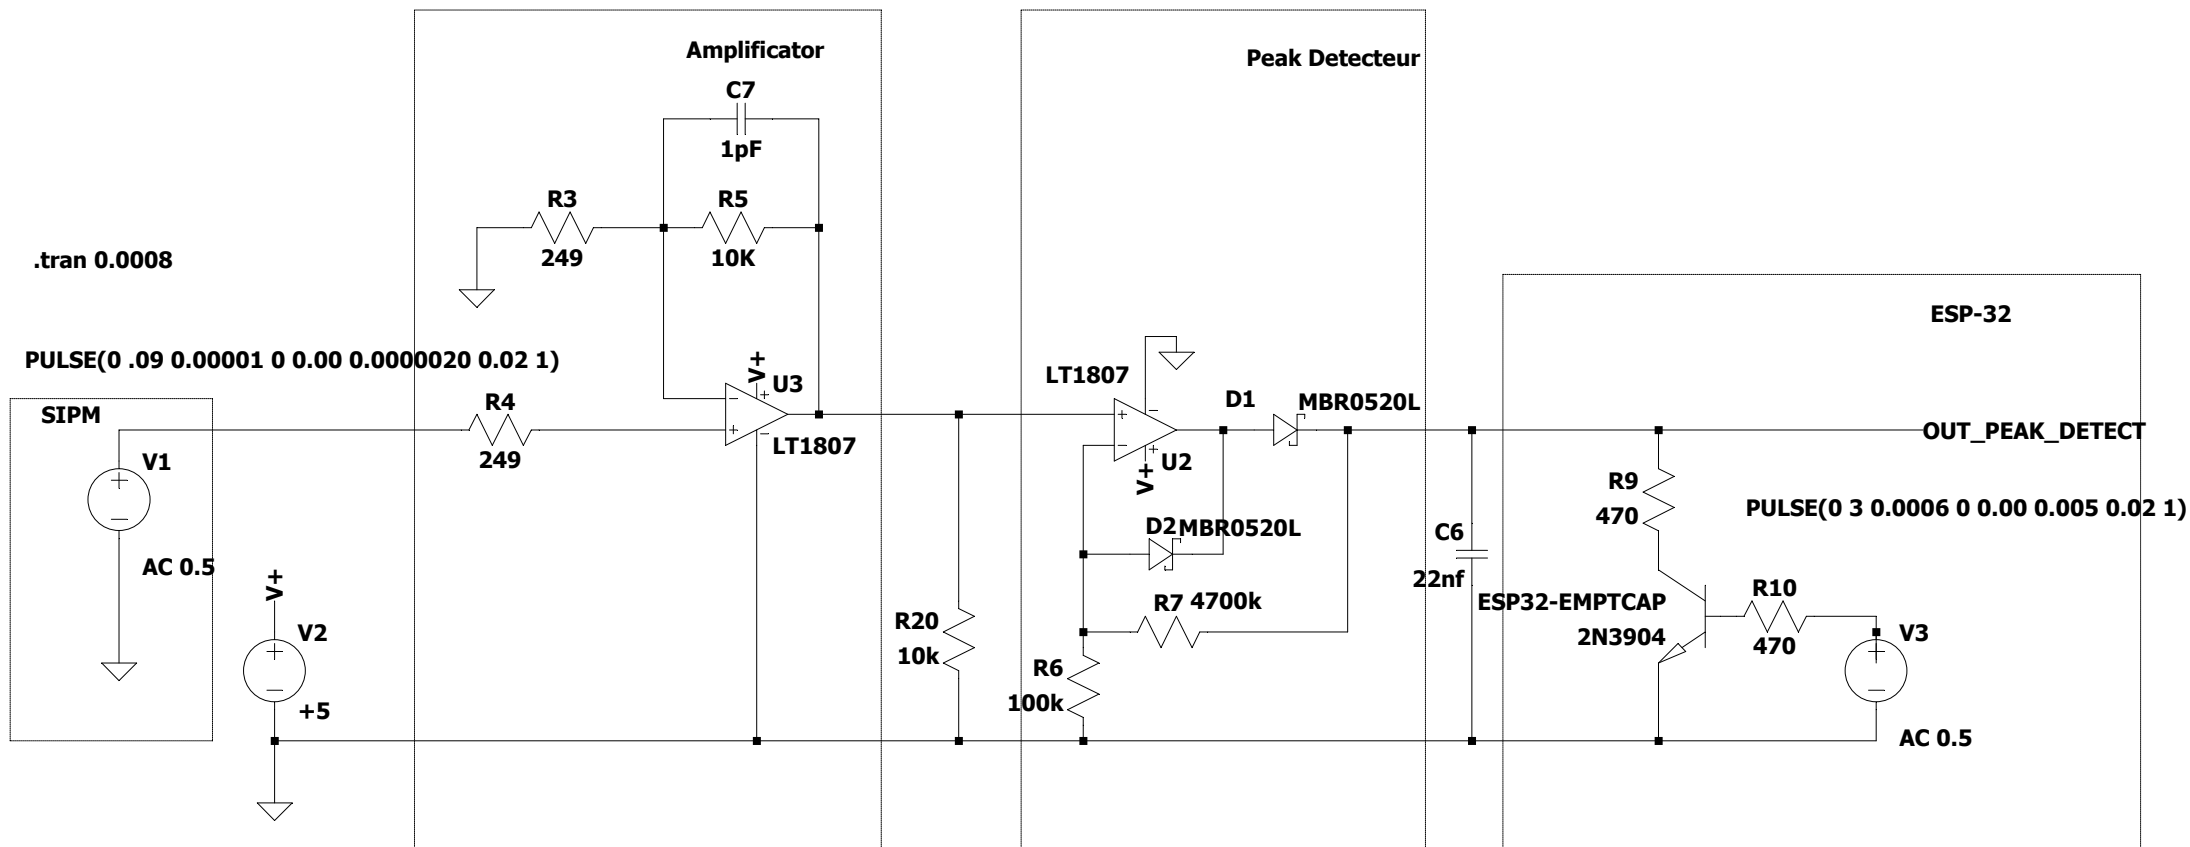 Amplificator
Peak Detecteur
C7
1pF
R3
249
R5
10K
.tran 0.0008
ESP-32
PULSE(0 .09 0.00001 0 0.00 0.0000020 0.02 1)
V+
U3
LT1807
SIPM
R4
249
LT1807
D1
MBR0520L
OUT_PEAK_DETECT
V1
U2
V+
R9
470
PULSE(0 3 0.0006 0 0.00 0.005 0.02 1)
D2
MBR0520L
C6
22nf
AC 0.5
V+
R7
4700k
ESP32-EMPTCAP
2N3904
R10
470
V2
+5
R20
10k
R6
100k
V3
AC 0.5